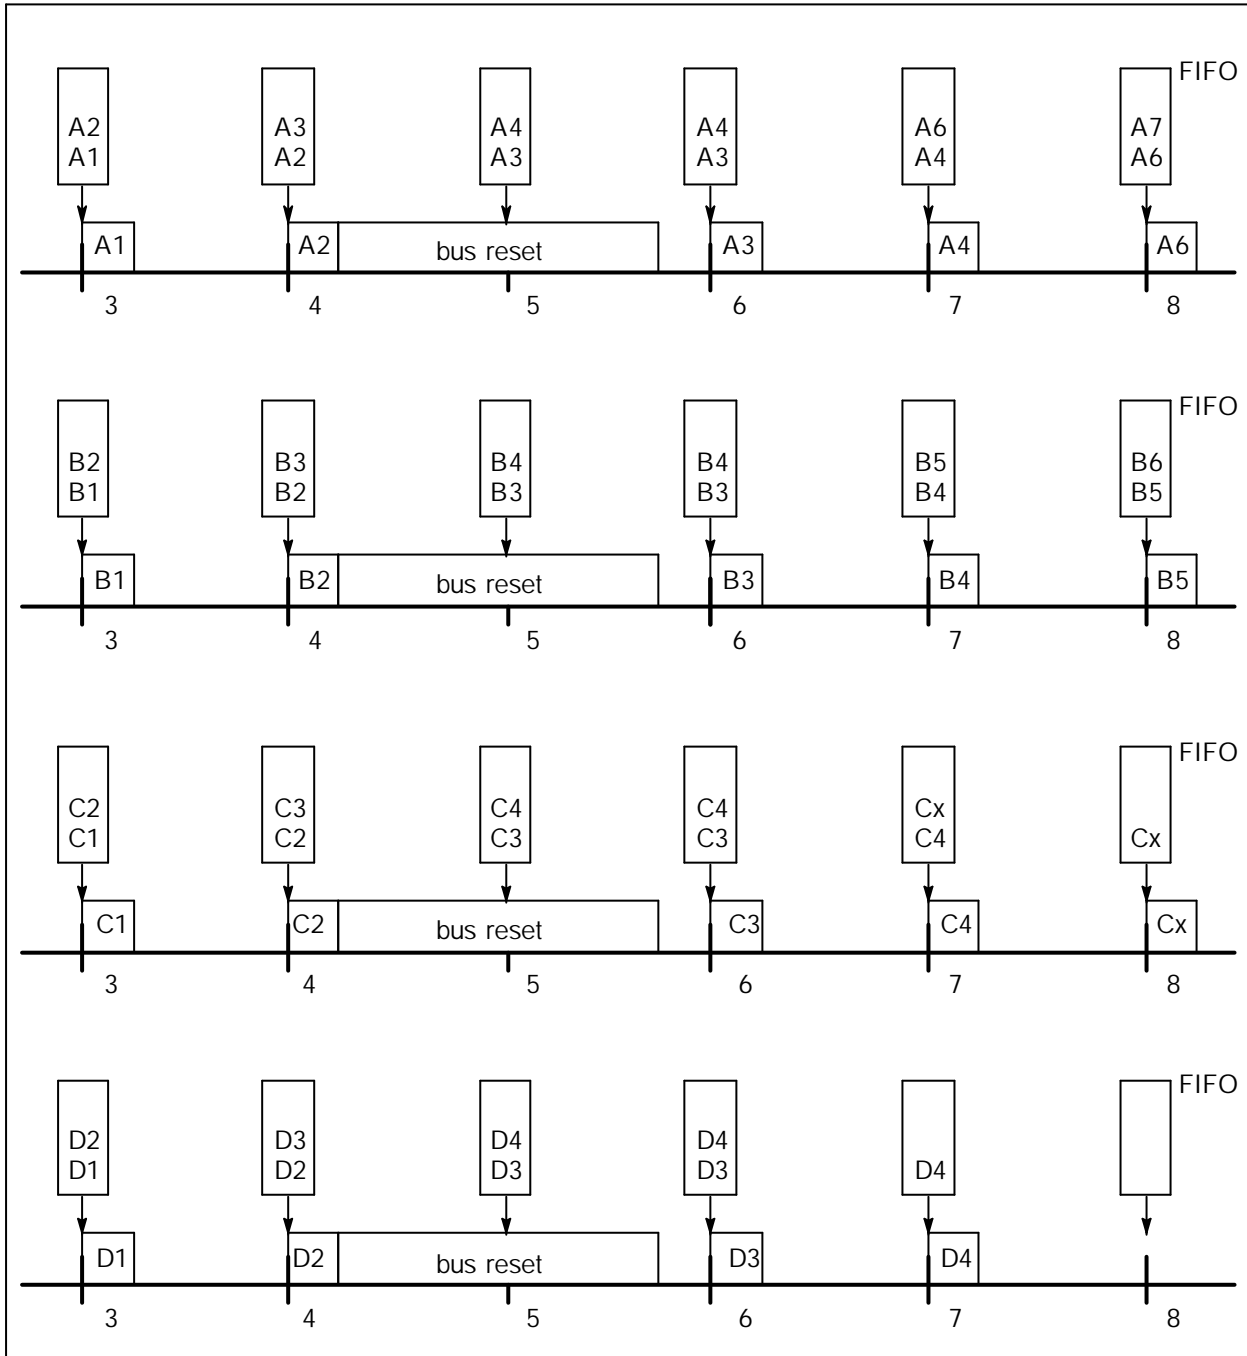 FIFO
A2 A3 A4 A4 A6 A7
A1 A2 A3 A3 A4 A6
A1 A2 bus reset A3 A4 A6
3 4 5 6 7 8
FIFO
B2 B3 B4 B4 B5 B6
B1 B2 B3 B3 B4 B5
B1 B2 bus reset B3 B4 B5
3 4 5 6 7 8
FIFO
C2 C3 C4 C4 Cx
C1 C2 C3 C3 C4 Cx
C1 C2 bus reset C3 C4 Cx
3 4 5 6 7 8
FIFO
D2 D3 D4 D4
D1 D2 D3 D3 D4
D1 D2 bus reset D3 D4
3 4 5 6 7 8